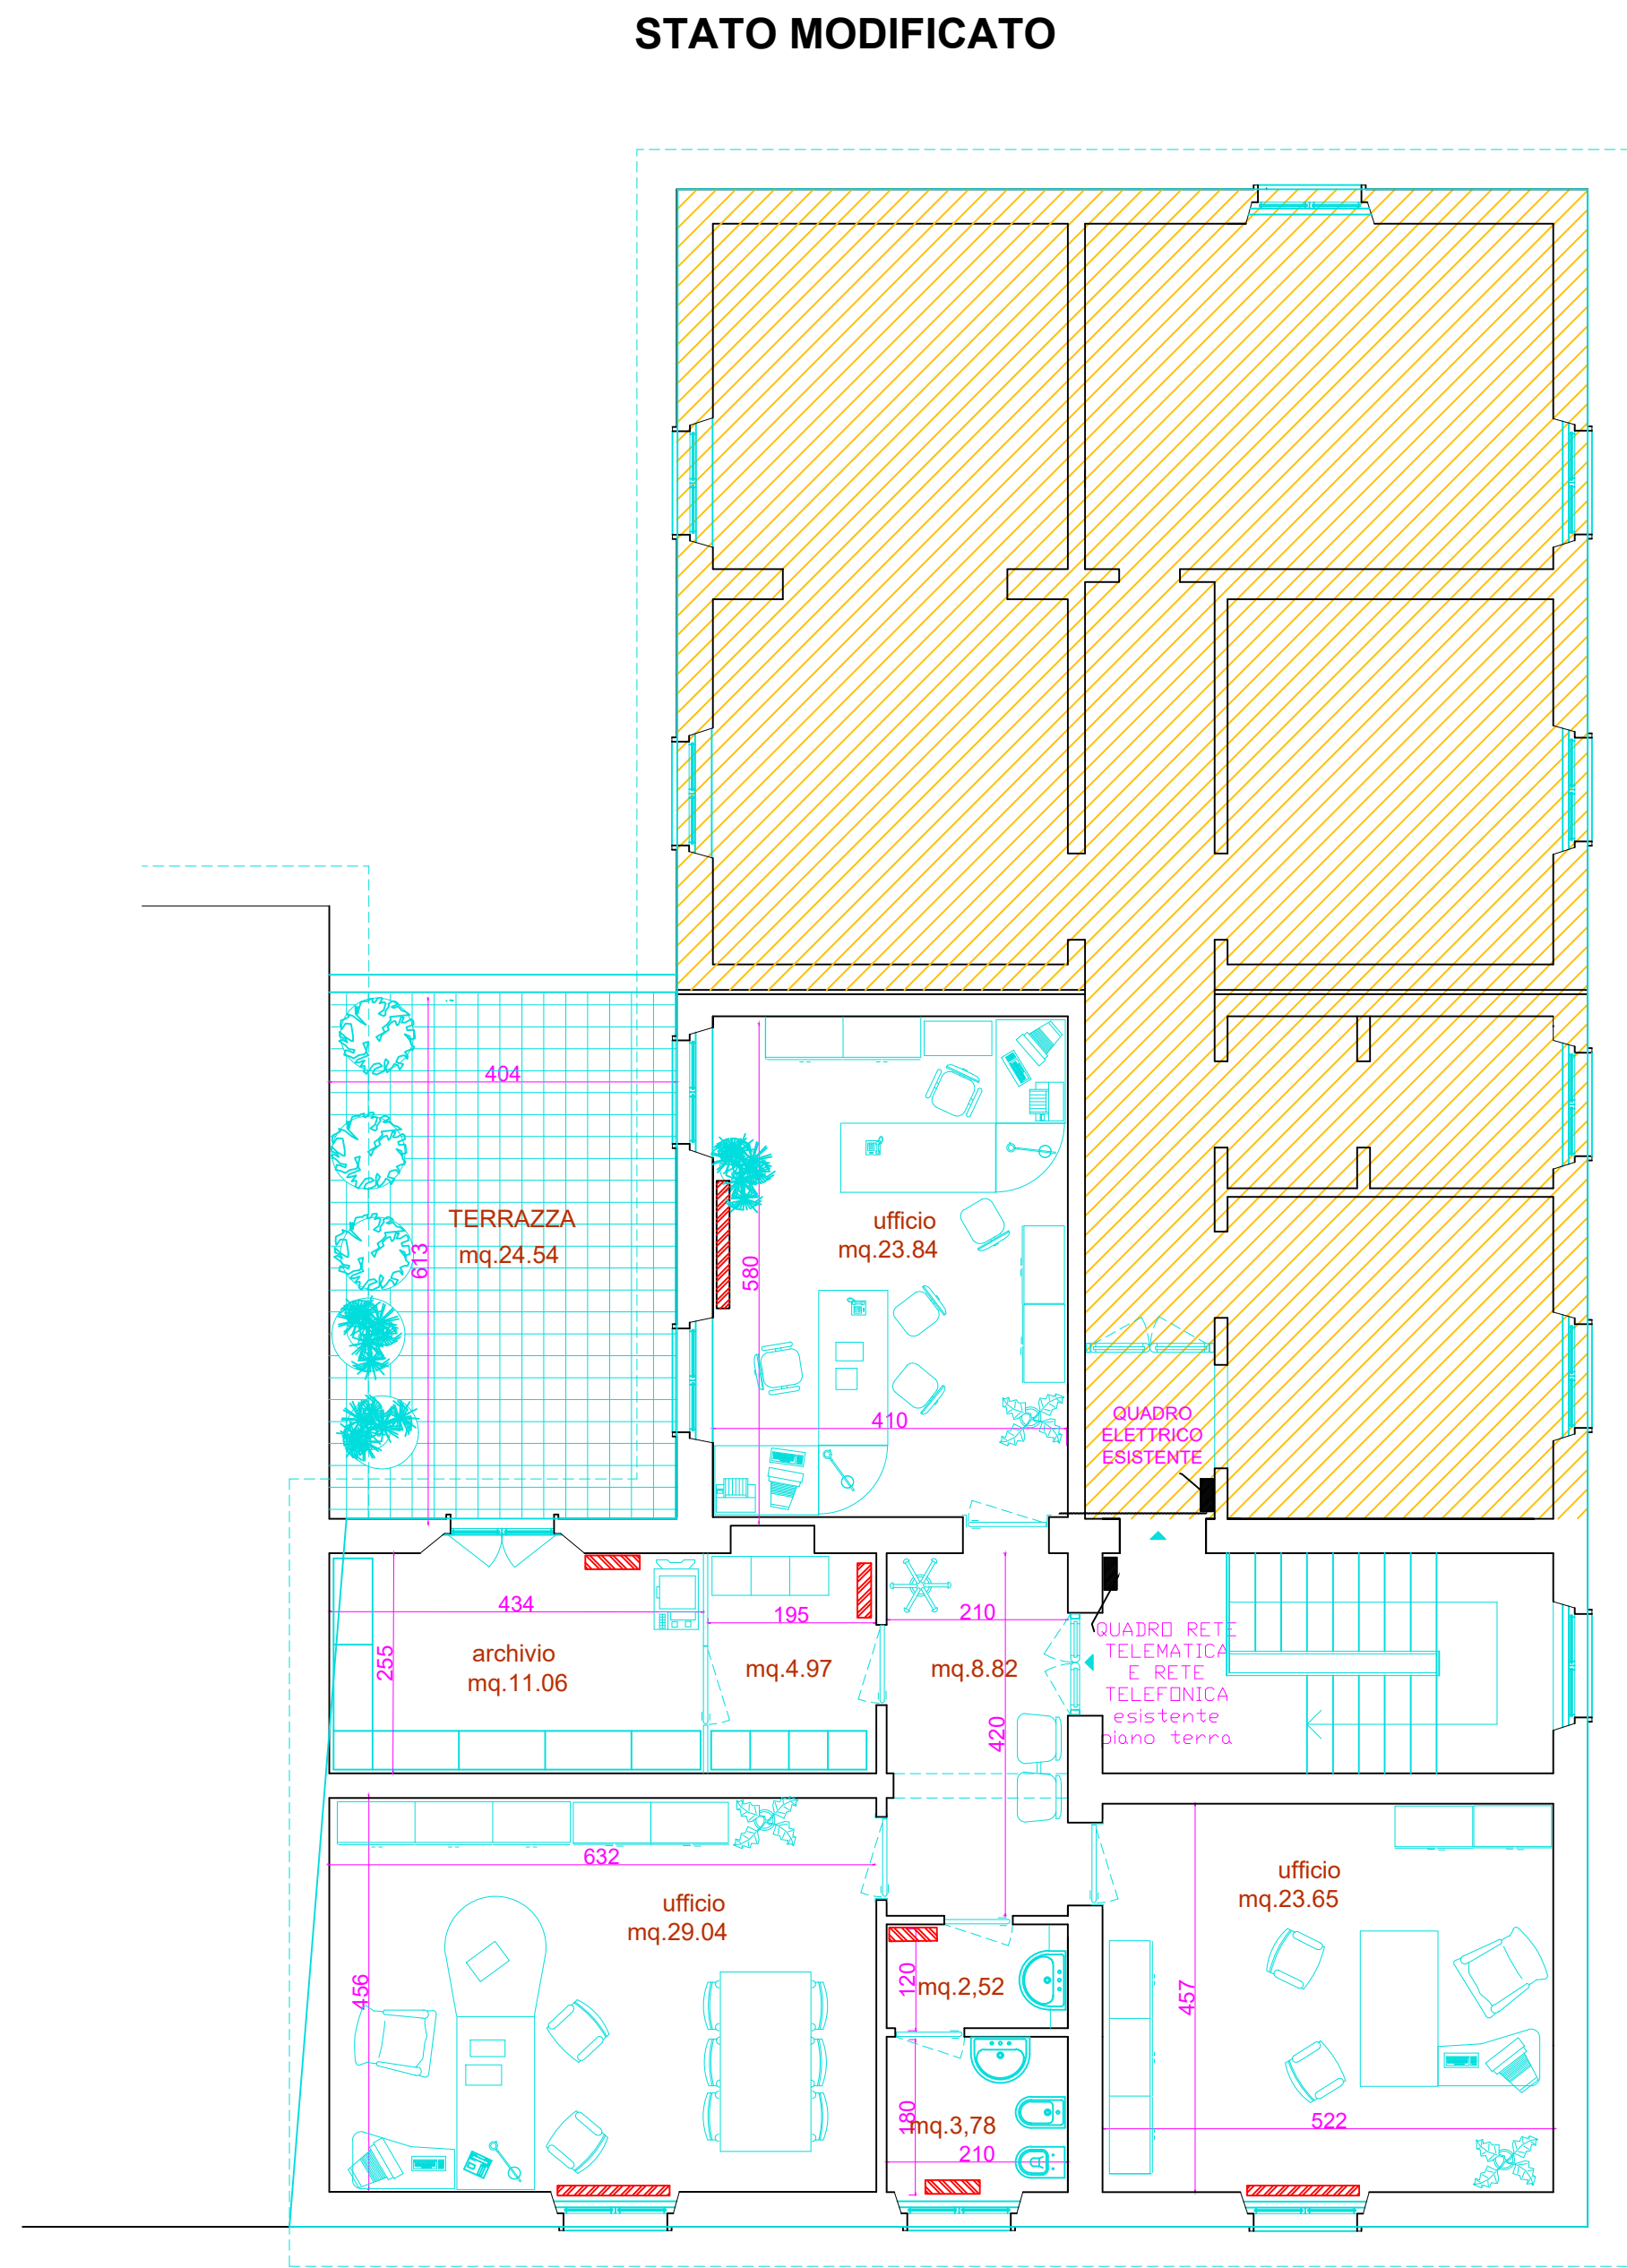 STATO MODIFICATO
404
TERRAZZA
mq.24.54
613
ufficio
mq.23.84
580
410
QUADRO
ELETTRICO
ESISTENTE
434
195
210
archivio
mq.11.06
255
mq.4.97
mq.8.82
420
QUADRO RETE
TELEMATICA
E RETE
TELEFONICA
esistente
piano terra
632
ufficio
mq.29.04
456
ufficio
mq.23.65
457
522
120
mq.2,52
180
mq.3,78
210